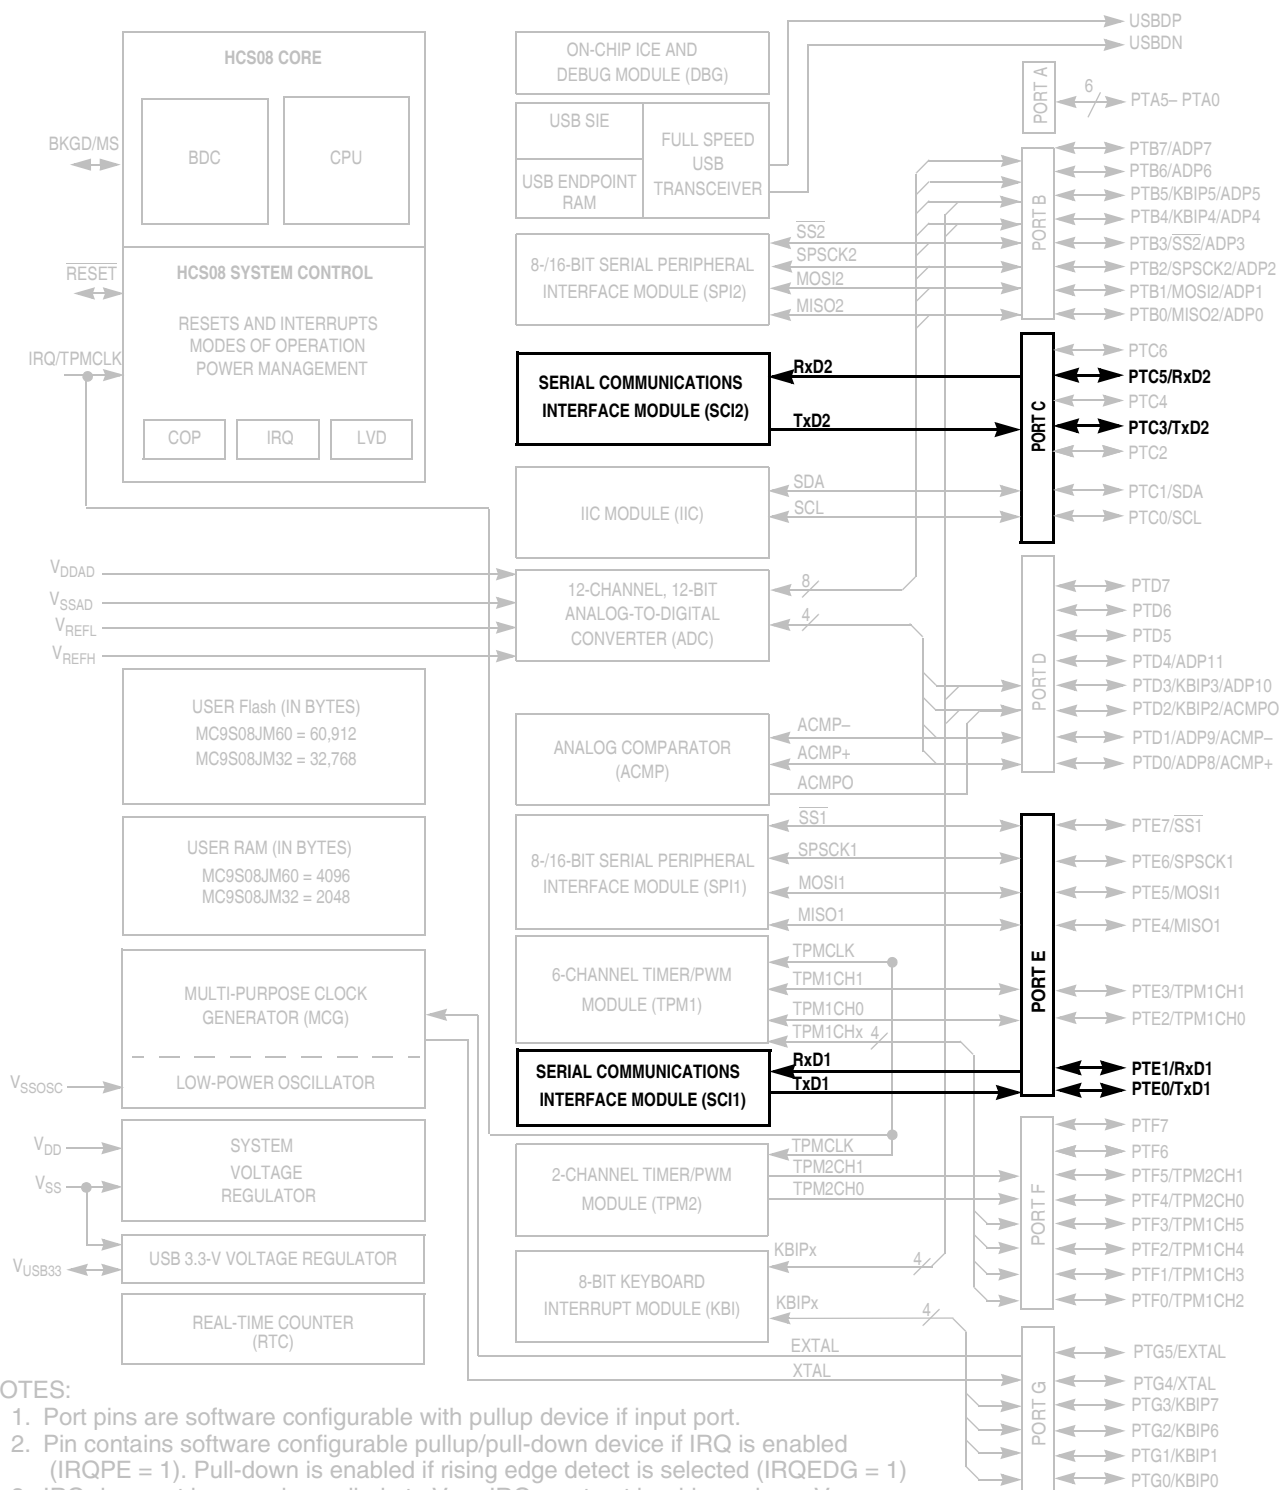 HCS08 CORE
BDC
CPU
BKGD/MS
HCS08 SYSTEM CONTROL
RESET
RESETS AND INTERRUPTS
MODES OF OPERATION
POWER MANAGEMENT
IRQ/TPMCLK
COP
IRQ
LVD
VDDAD
VSSAD
VREFL
VREFH
USER Flash (IN BYTES)
MC9S08JM60 = 60,912
MC9S08JM32 = 32,768
USER RAM (IN BYTES)
MC9S08JM60 = 4096
MC9S08JM32 = 2048
MULTI-PURPOSE CLOCK
GENERATOR (MCG)
LOW-POWER OSCILLATOR
VSSOSC
VDD
VSS
SYSTEM
VOLTAGE
REGULATOR
USB 3.3-V VOLTAGE REGULATOR
VUSB33
REAL-TIME COUNTER
(RTC)
ON-CHIP ICE AND
DEBUG MODULE (DBG)
USB SIE
USB ENDPOINT
RAM
FULL SPEED
USB
TRANSCEIVER
8-/16-BIT SERIAL PERIPHERAL
INTERFACE MODULE (SPI2)
SS2
SPSCK2
MOSI2
MISO2
SERIAL COMMUNICATIONS
INTERFACE MODULE (SCI2)
RxD2
TxD2
IIC MODULE (IIC)
SDA
SCL
12-CHANNEL, 12-BIT
ANALOG-TO-DIGITAL
CONVERTER (ADC)
8
4
ANALOG COMPARATOR
(ACMP)
ACMP–
ACMP+
ACMPO
8-/16-BIT SERIAL PERIPHERAL
INTERFACE MODULE (SPI1)
SS1
SPSCK1
MOSI1
MISO1
6-CHANNEL TIMER/PWM
MODULE (TPM1)
TPMCLK
TPM1CH1
TPM1CH0
TPM1CHx 4
SERIAL COMMUNICATIONS
INTERFACE MODULE (SCI1)
RxD1
TxD1
2-CHANNEL TIMER/PWM
MODULE (TPM2)
TPMCLK
TPM2CH1
TPM2CH0
8-BIT KEYBOARD
INTERRUPT MODULE (KBI)
KBIPx
4
KBIPx
4
EXTAL
XTAL
USBDP
USBDN
PORT A
6
PTA5– PTA0
PORT B
PTB7/ADP7
PTB6/ADP6
PTB5/KBIP5/ADP5
PTB4/KBIP4/ADP4
PTB3/SS2/ADP3
PTB2/SPSCK2/ADP2
PTB1/MOSI2/ADP1
PTB0/MISO2/ADP0
PORT C
PTC6
PTC5/RxD2
PTC4
PTC3/TxD2
PTC2
PTC1/SDA
PTC0/SCL
PORT D
PTD7
PTD6
PTD5
PTD4/ADP11
PTD3/KBIP3/ADP10
PTD2/KBIP2/ACMPO
PTD1/ADP9/ACMP–
PTD0/ADP8/ACMP+
PORT E
PTE7/SS1
PTE6/SPSCK1
PTE5/MOSI1
PTE4/MISO1
PTE3/TPM1CH1
PTE2/TPM1CH0
PTE1/RxD1
PTE0/TxD1
PORT F
PTF7
PTF6
PTF5/TPM2CH1
PTF4/TPM2CH0
PTF3/TPM1CH5
PTF2/TPM1CH4
PTF1/TPM1CH3
PTF0/TPM1CH2
PORT G
PTG5/EXTAL
PTG4/XTAL
PTG3/KBIP7
PTG2/KBIP6
PTG1/KBIP1
PTG0/KBIP0
OTES:
1. Port pins are software configurable with pullup device if input port.
2. Pin contains software configurable pullup/pull-down device if IRQ is enabled
(IRQPE = 1). Pull-down is enabled if rising edge detect is selected (IRQEDG = 1)